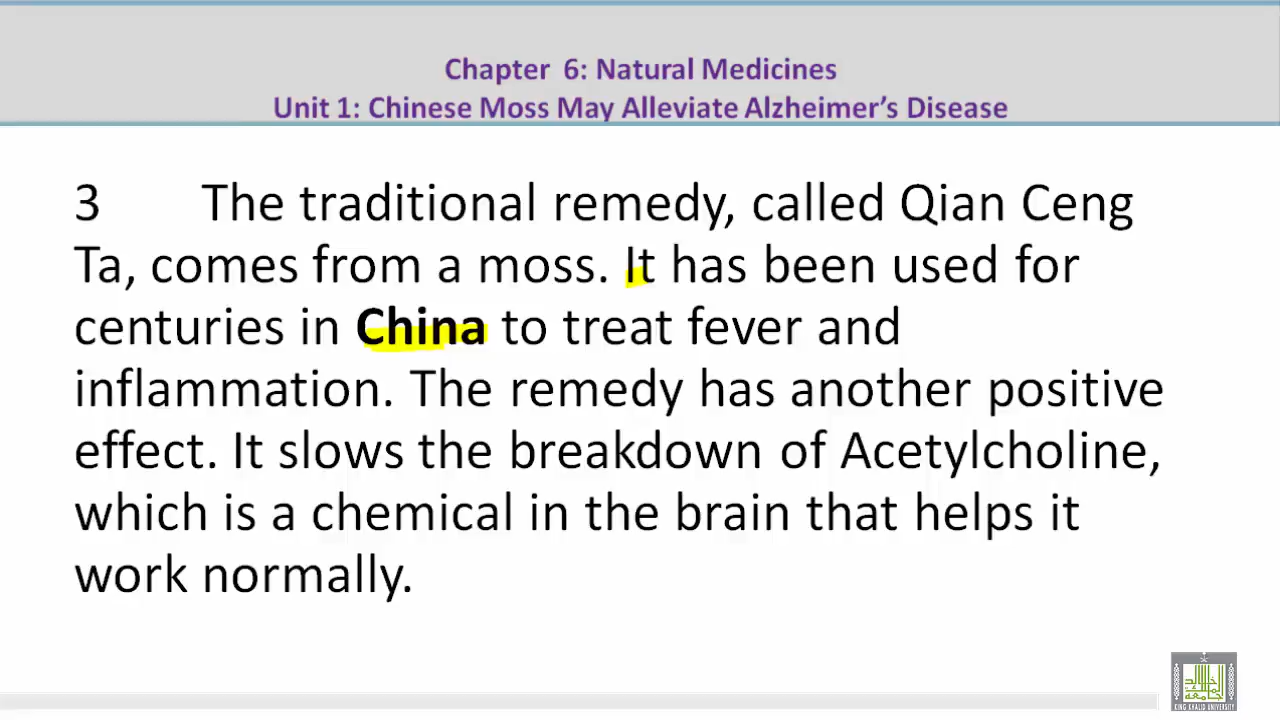 Chapter 6: Natural Medicines
Unit 1: Chinese Moss May Alleviate Alzheimer's Disease
3 The traditional remedy, called Qian Ceng
Ta, comes from a moss. It has been used for
centuries in China to treat fever and
inflammation. The remedy has another positive
effect. It slows the breakdown of Acetylcholine,
which is a chemical in the brain that helps it
work normally.
KING KHALID UNIVERSITY